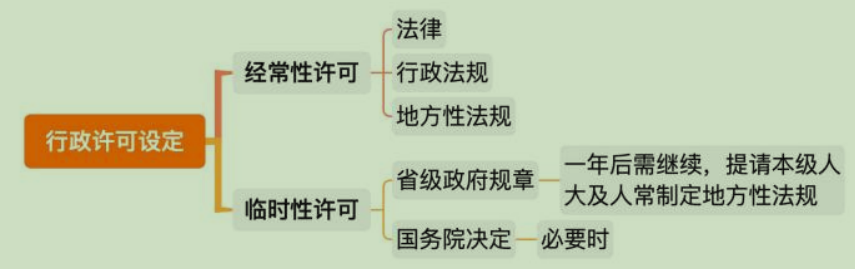 行政许可设定
经常性许可
法律
行政法规
地方性法规
临时性许可
省级政府规章
一年后需继续，提请本级人
大及人常制定地方性法规
国务院决定
必要时